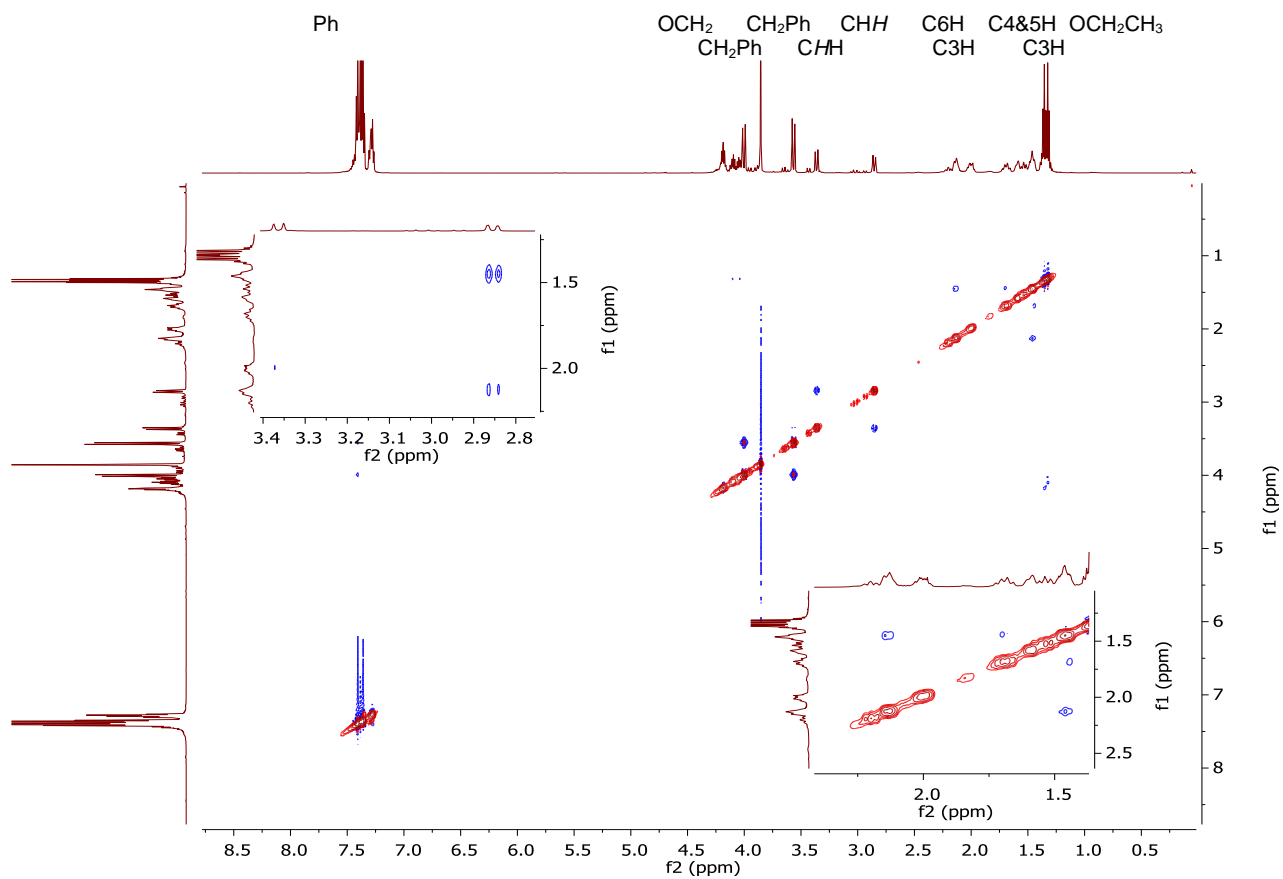 Ph OCH₂ CH₂Ph CHH C6H C4&5H OCH₂CH₃
CH₂Ph CHH C3H C3H
1
1.5
2.0
f1 (ppm)
3.4 3.3 3.2 3.1 3.0 2.9 2.8
f2 (ppm)
2
3
4
5
f1 (ppm)
6
7
8
1.5
2.0
2.5
f1 (ppm)
2.0 1.5
f2 (ppm)
8.5 8.0 7.5 7.0 6.5 6.0 5.5 5.0 4.5 4.0 3.5 3.0 2.5 2.0 1.5 1.0 0.5
f2 (ppm)